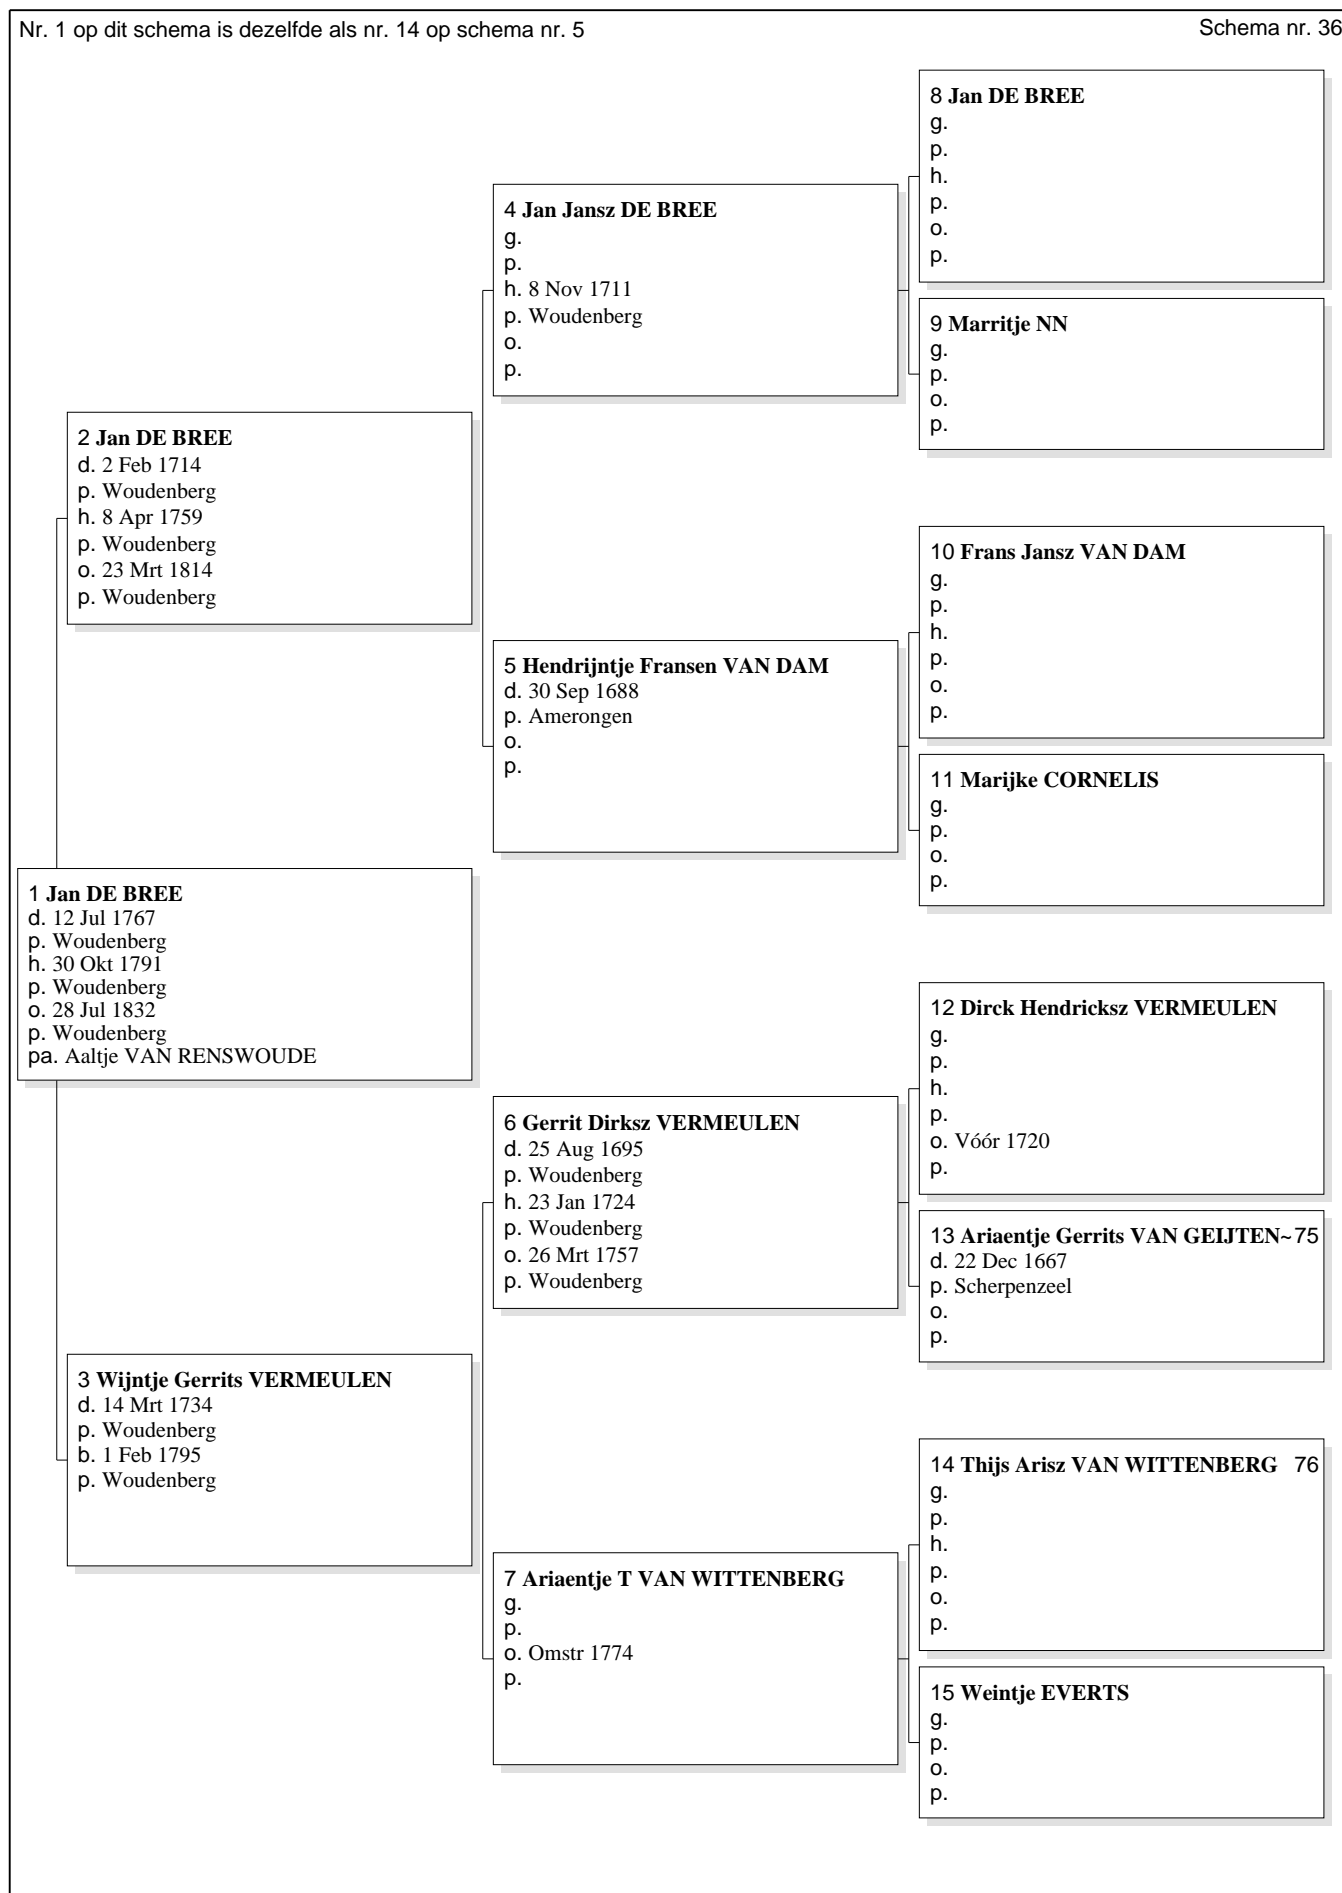 Nr. 1 op dit schema is dezelfde als nr. 14 op schema nr. 5
Schema nr. 36
8 Jan DE BREE
g.
p.
h.
p.
o.
p.
4 Jan Jansz DE BREE
g.
p.
h. 8 Nov 1711
p. Woudenberg
o.
p.
9 Marritje NN
g.
p.
o.
p.
2 Jan DE BREE
d. 2 Feb 1714
p. Woudenberg
h. 8 Apr 1759
p. Woudenberg
o. 23 Mrt 1814
p. Woudenberg
10 Frans Jansz VAN DAM
g.
p.
h.
p.
o.
p.
5 Hendrijntje Fransen VAN DAM
d. 30 Sep 1688
p. Amerongen
o.
p.
11 Marijke CORNELIS
g.
p.
o.
p.
1 Jan DE BREE
d. 12 Jul 1767
p. Woudenberg
h. 30 Okt 1791
p. Woudenberg
o. 28 Jul 1832
p. Woudenberg
pa. Aaltje VAN RENSWOUDE
12 Dirck Hendricksz VERMEULEN
g.
p.
h.
p.
o. Vóór 1720
p.
6 Gerrit Dirksz VERMEULEN
d. 25 Aug 1695
p. Woudenberg
h. 23 Jan 1724
p. Woudenberg
o. 26 Mrt 1757
p. Woudenberg
13 Ariaentje Gerrits VAN GEIJTEN~ 75
d. 22 Dec 1667
p. Scherpenzeel
o.
p.
3 Wijntje Gerrits VERMEULEN
d. 14 Mrt 1734
p. Woudenberg
b. 1 Feb 1795
p. Woudenberg
14 Thijs Arisz VAN WITTENBERG 76
g.
p.
h.
p.
o.
p.
7 Ariaentje T VAN WITTENBERG
g.
p.
o. Omstr 1774
p.
15 Weintje EVERTS
g.
p.
o.
p.